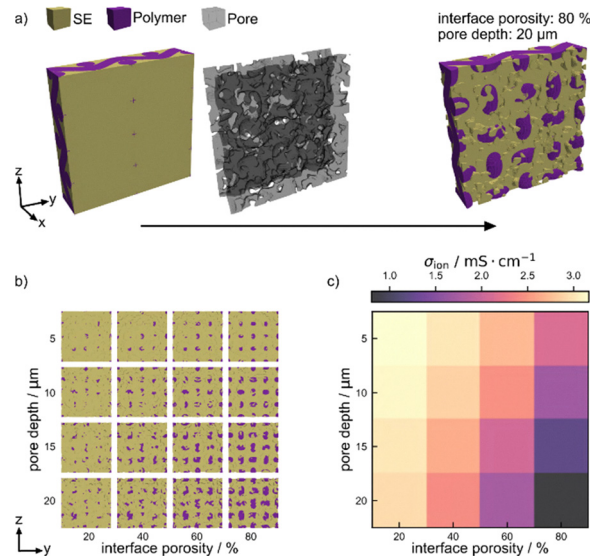 a) SE Polymer Pore
interface porosity: 80 %
pore depth: 20 µm
z
y
x
b)
pore depth / µm
5
10
15
20
20 40 60 80
interface porosity / %
z
y
c)
σion / mS · cm⁻¹
1.0 1.5 2.0 2.5 3.0
pore depth / µm
5
10
15
20
20 40 60 80
interface porosity / %